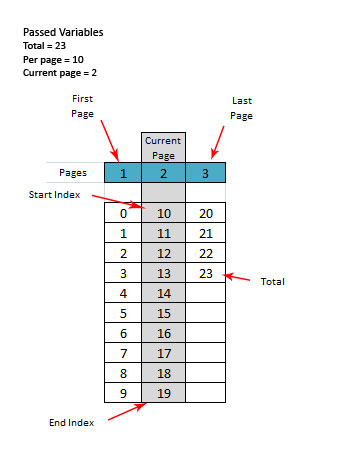 Passed Variables
Total = 23
Per page = 10
Current page = 2
First
Page
Last
Page
Current
Page
Pages 1 2 3
Start Index
0 10 20
1 11 21
2 12 22
3 13 23
Total
4 14
5 15
6 16
7 17
8 18
9 19
End Index